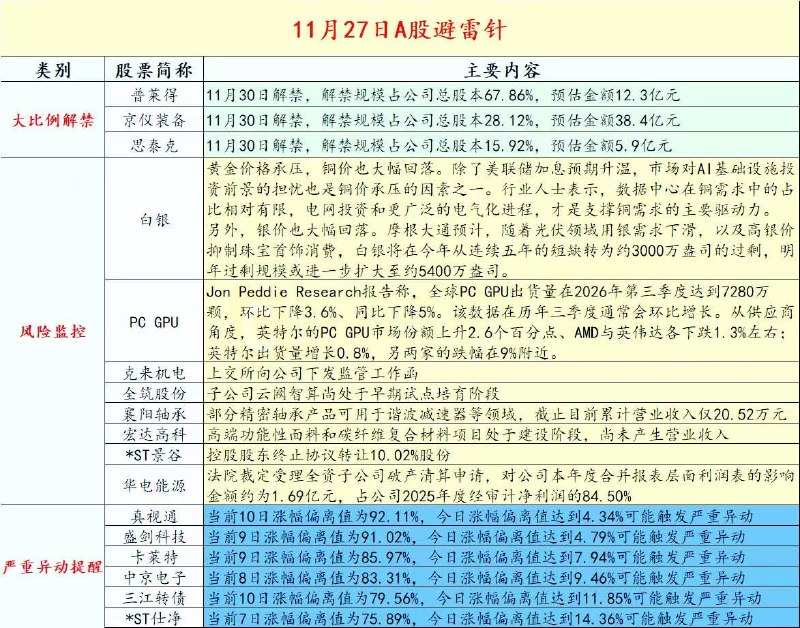 11月27日A股避雷针
类别 股票简称 主要内容
大比例解禁
普莱得 11月30日解禁，解禁规模占公司总股本67.86%，预估金额12.3亿元
京仪装备 11月30日解禁，解禁规模占公司总股本28.12%，预估金额38.4亿元
思泰克 11月30日解禁，解禁规模占公司总股本15.92%，预估金额5.9亿元
风险监控
白银
黄金价格承压，铜价也大幅回落。除了美联储加息预期升温，市场对AI基础设施投
资前景的担忧也是铜价承压的因素之一。行业人士表示，数据中心在铜需求中的占
比相对有限，电网投资和更广泛的电气化进程，才是支撑铜需求的主要驱动力。
另外，银价也大幅回落。摩根大通预计，随着光伏领域用银需求下滑，以及高银价
抑制珠宝首饰消费，白银将在今年从连续五年的短缺转为约3000万盎司的过剩，明
年过剩规模或进一步扩大至约5400万盎司。
PC GPU
Jon Peddie Research报告称，全球PC GPU出货量在2026年第三季度达到7280万
颗，环比下降3.6%、同比下降5%。该数据在历年三季度通常会环比增长。从供应商
角度，英特尔的PC GPU市场份额上升2.6个百分点、AMD与英伟达各下跌1.3%左右；
英特尔出货量增长0.8%，另两家的跌幅在9%附近。
克来机电 上交所向公司下发监管工作函
全筑股份 子公司云阙智算尚处于早期试点培育阶段
襄阳轴承 部分精密轴承产品可用于谐波减速器等领域，截止目前累计营业收入仅20.52万元
宏达高科 高端功能性面料和碳纤维复合材料项目处于建设阶段，尚未产生营业收入
*ST景谷 控股股东终止协议转让10.02%股份
华电能源
法院裁定受理全资子公司破产清算申请，对公司本年度合并报表层面利润表的影响
金额约为1.69亿元，占公司2025年度经审计净利润的84.50%
严重异动提醒
真视通 当前10日涨幅偏离值为92.11%，今日涨幅偏离值达到4.34%可能触发严重异动
盛剑科技 当前9日涨幅偏离值为91.02%，今日涨幅偏离值达到4.79%可能触发严重异动
卡莱特 当前9日涨幅偏离值为85.97%，今日涨幅偏离值达到7.94%可能触发严重异动
中京电子 当前8日涨幅偏离值为83.31%，今日涨幅偏离值达到9.46%可能触发严重异动
三江转债 当前10日涨幅偏离值为79.56%，今日涨幅偏离值达到11.85%可能触发严重异动
*ST仕净 当前7日涨幅偏离值为75.89%，今日涨幅偏离值达到14.36%可能触发严重异动